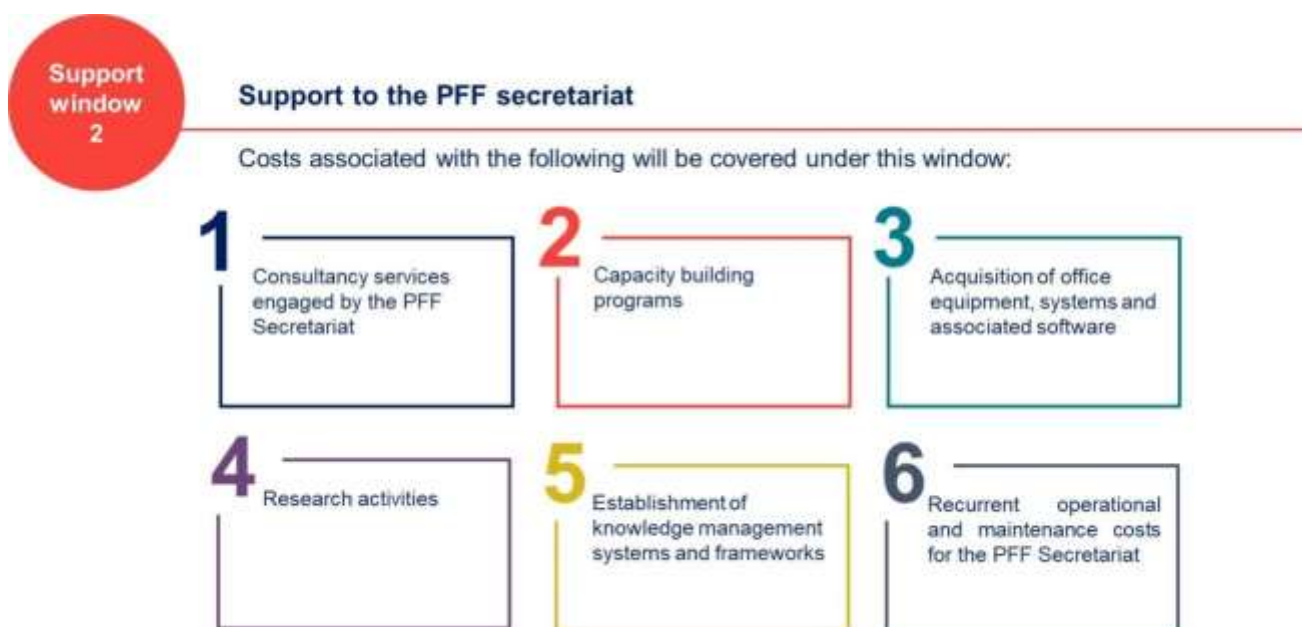 Support
window
2
Support to the PFF secretariat
Costs associated with the following will be covered under this window:
1
Consultancy services
engaged by the PFF
Secretariat
2
Capacity building
programs
3
Acquisition of office
equipment, systems and
associated software
4
Research activities
5
Establishment of
knowledge management
systems and frameworks
6
Recurrent operational
and maintenance costs
for the PFF Secretariat